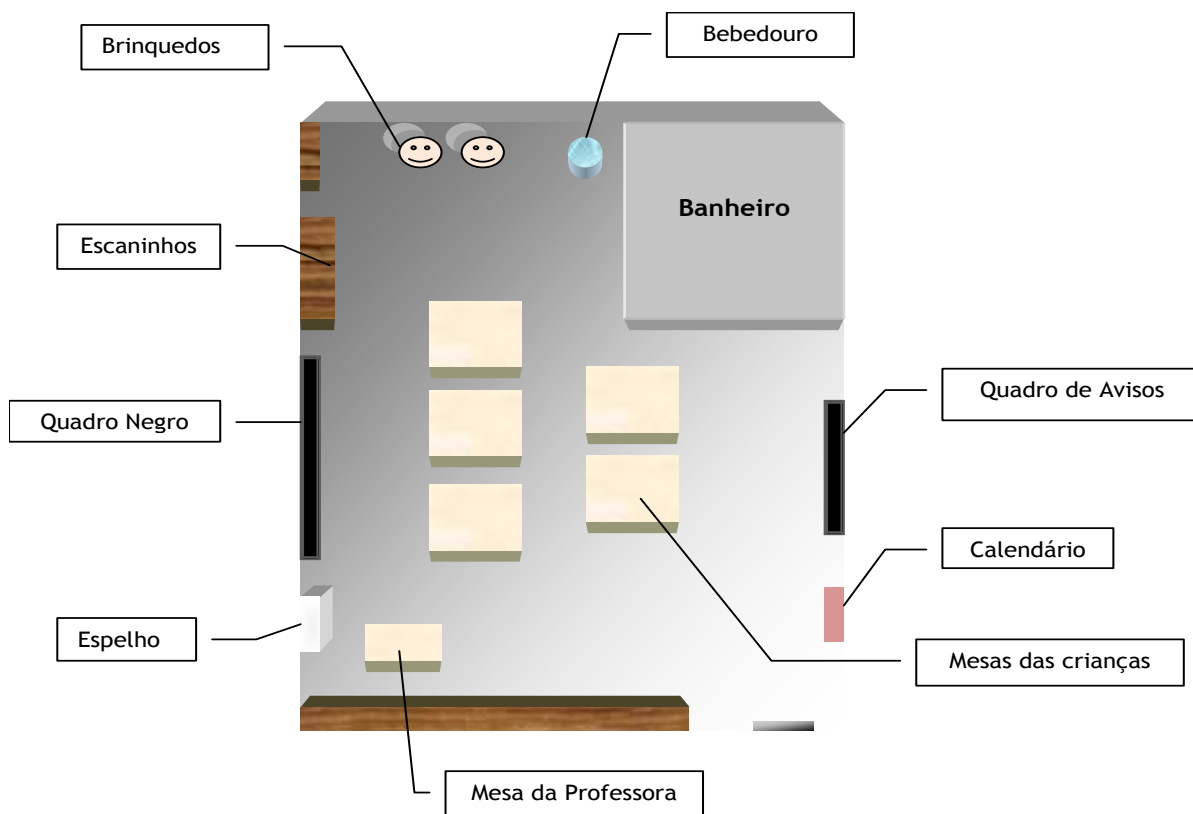 Brinquedos
Bebedouro
Banheiro
Escaninhos
Quadro Negro
Quadro de Avisos
Calendário
Espelho
Mesas das crianças
Mesa da Professora